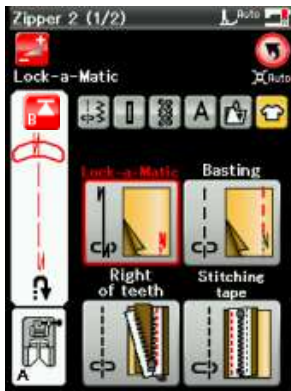 Zipper 2 (1/2)
Auto
Lock-a-Matic
Auto
B
A
Lock-a-Matic
Basting
Right
of teeth
Stitching
tape
A